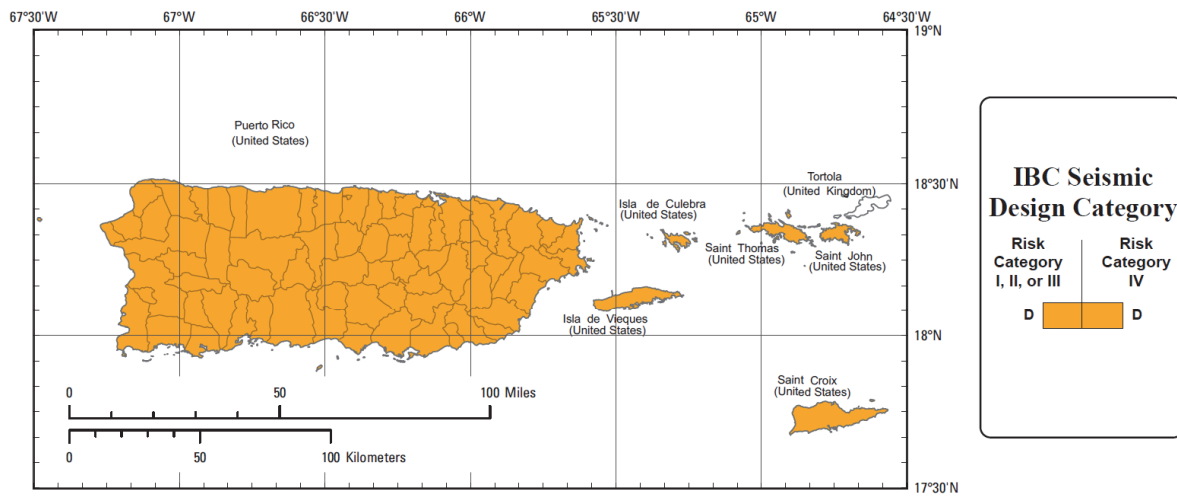 67°30'W
67°W
66°30'W
66°W
65°30'W
65°W
64°30'W
19°N
Puerto Rico
(United States)
Tortola
(United Kingdom)
18°30'N
Isla de Culebra
(United States)
Saint Thomas
(United States)
Saint John
(United States)
Isla de Vieques
(United States)
18°N
Saint Croix
(United States)
0
50
100 Miles
0
50
100 Kilometers
17°30'N
IBC Seismic
Design Category
Risk
Category
I, II, or III
Risk
Category
IV
D
D